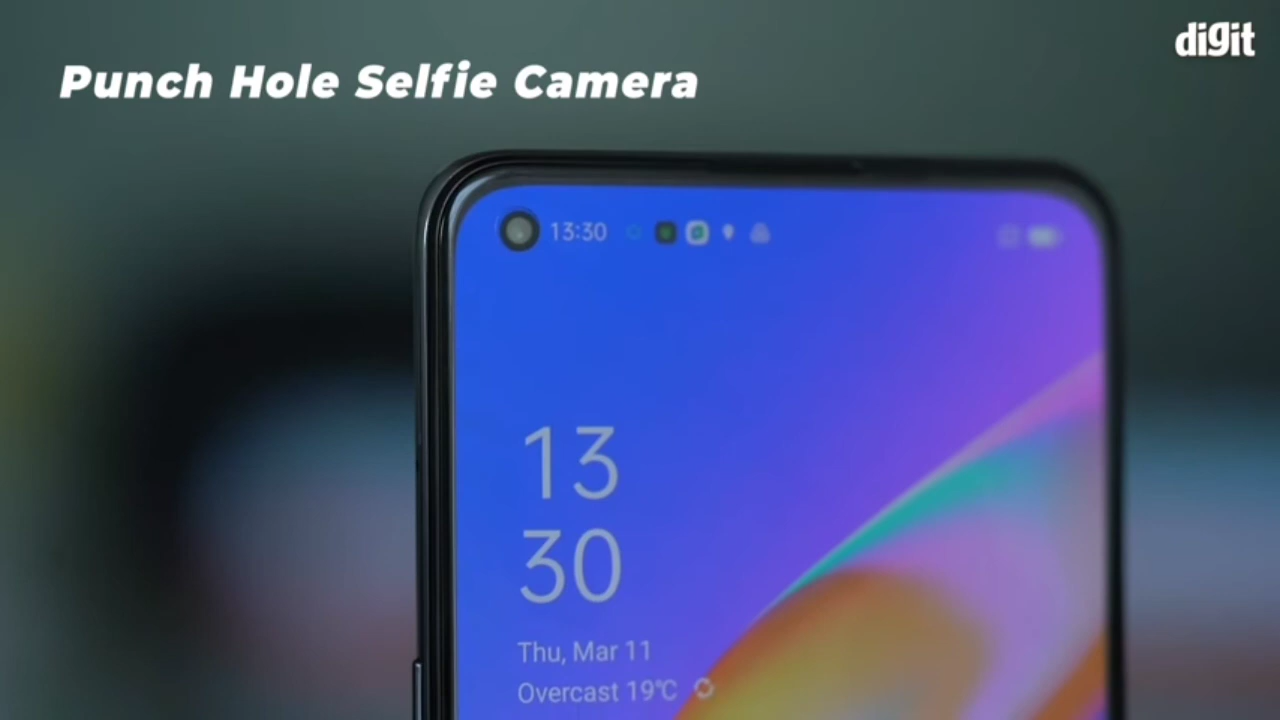 digit
Punch Hole Selfie Camera
13:30
13
30
Thu, Mar 11
Overcast 19°C